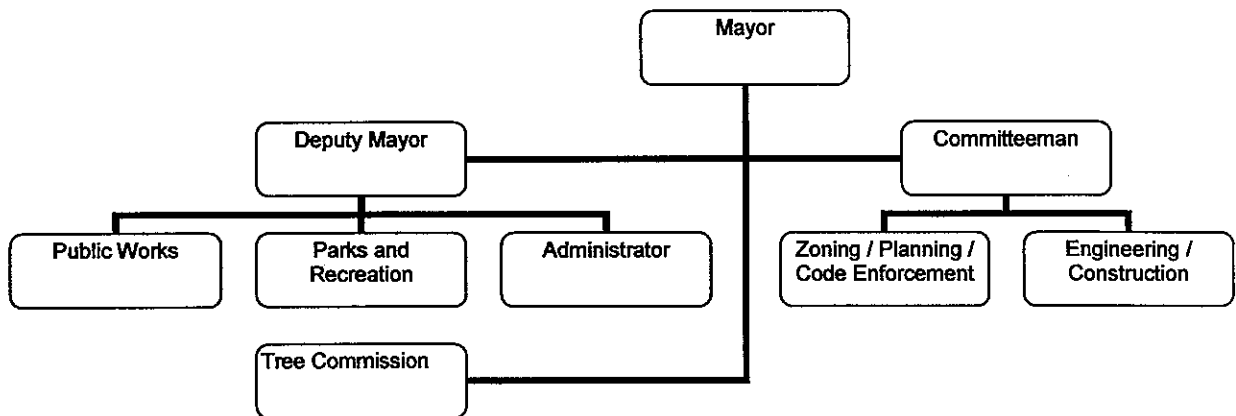 Mayor
Deputy Mayor
Committeeman
Public Works
Parks and
Recreation
Administrator
Zoning / Planning /
Code Enforcement
Engineering /
Construction
Tree Commission